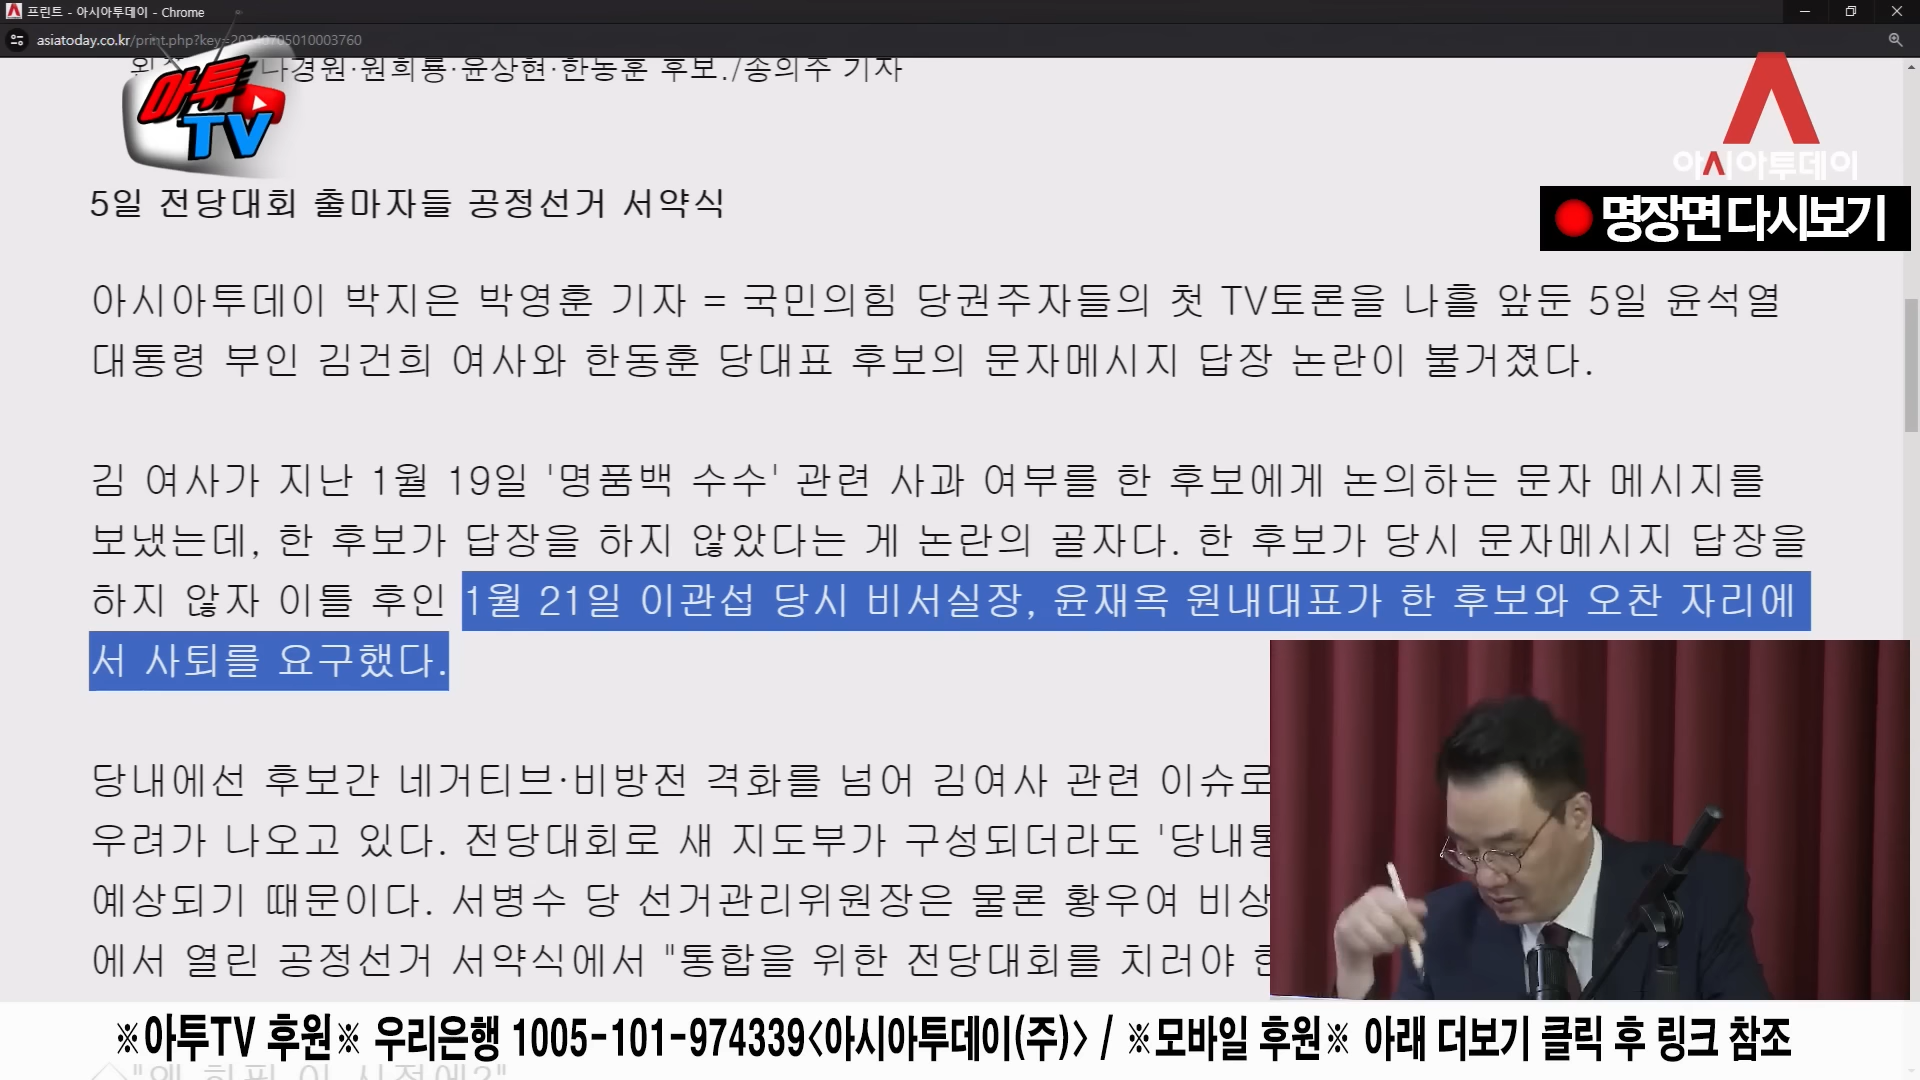 프린트 - 아시아투데이 - Chrome
asiatoday.co.kr/print.php?key=20240705010003760
나경원·원희룡·윤상현·한동훈 후보./송의주 기자
아투
TV
아시아투데이
명장면 다시보기
5일 전당대회 출마자들 공정선거 서약식
아시아투데이 박지은 박영훈 기자 = 국민의힘 당권주자들의 첫 TV토론을 나흘 앞둔 5일 윤석열
대통령 부인 김건희 여사와 한동훈 당대표 후보의 문자메시지 답장 논란이 불거졌다.
김 여사가 지난 1월 19일 '명품백 수수' 관련 사과 여부를 한 후보에게 논의하는 문자 메시지를
보냈는데, 한 후보가 답장을 하지 않았다는 게 논란의 골자다. 한 후보가 당시 문자메시지 답장을
하지 않자 이틀 후인 1월 21일 이관섭 당시 비서실장, 윤재옥 원내대표가 한 후보와 오찬 자리에
서 사퇴를 요구했다.
당내에선 후보간 네거티브·비방전 격화를 넘어 김여사 관련 이슈로
우려가 나오고 있다. 전당대회로 새 지도부가 구성되더라도 '당내통
예상되기 때문이다. 서병수 당 선거관리위원장은 물론 황우여 비상
에서 열린 공정선거 서약식에서 "통합을 위한 전당대회를 치러야 한
※아투TV 후원※ 우리은행 1005-101-974339<아시아투데이(주)> / ※모바일 후원※ 아래 더보기 클릭 후 링크 참조